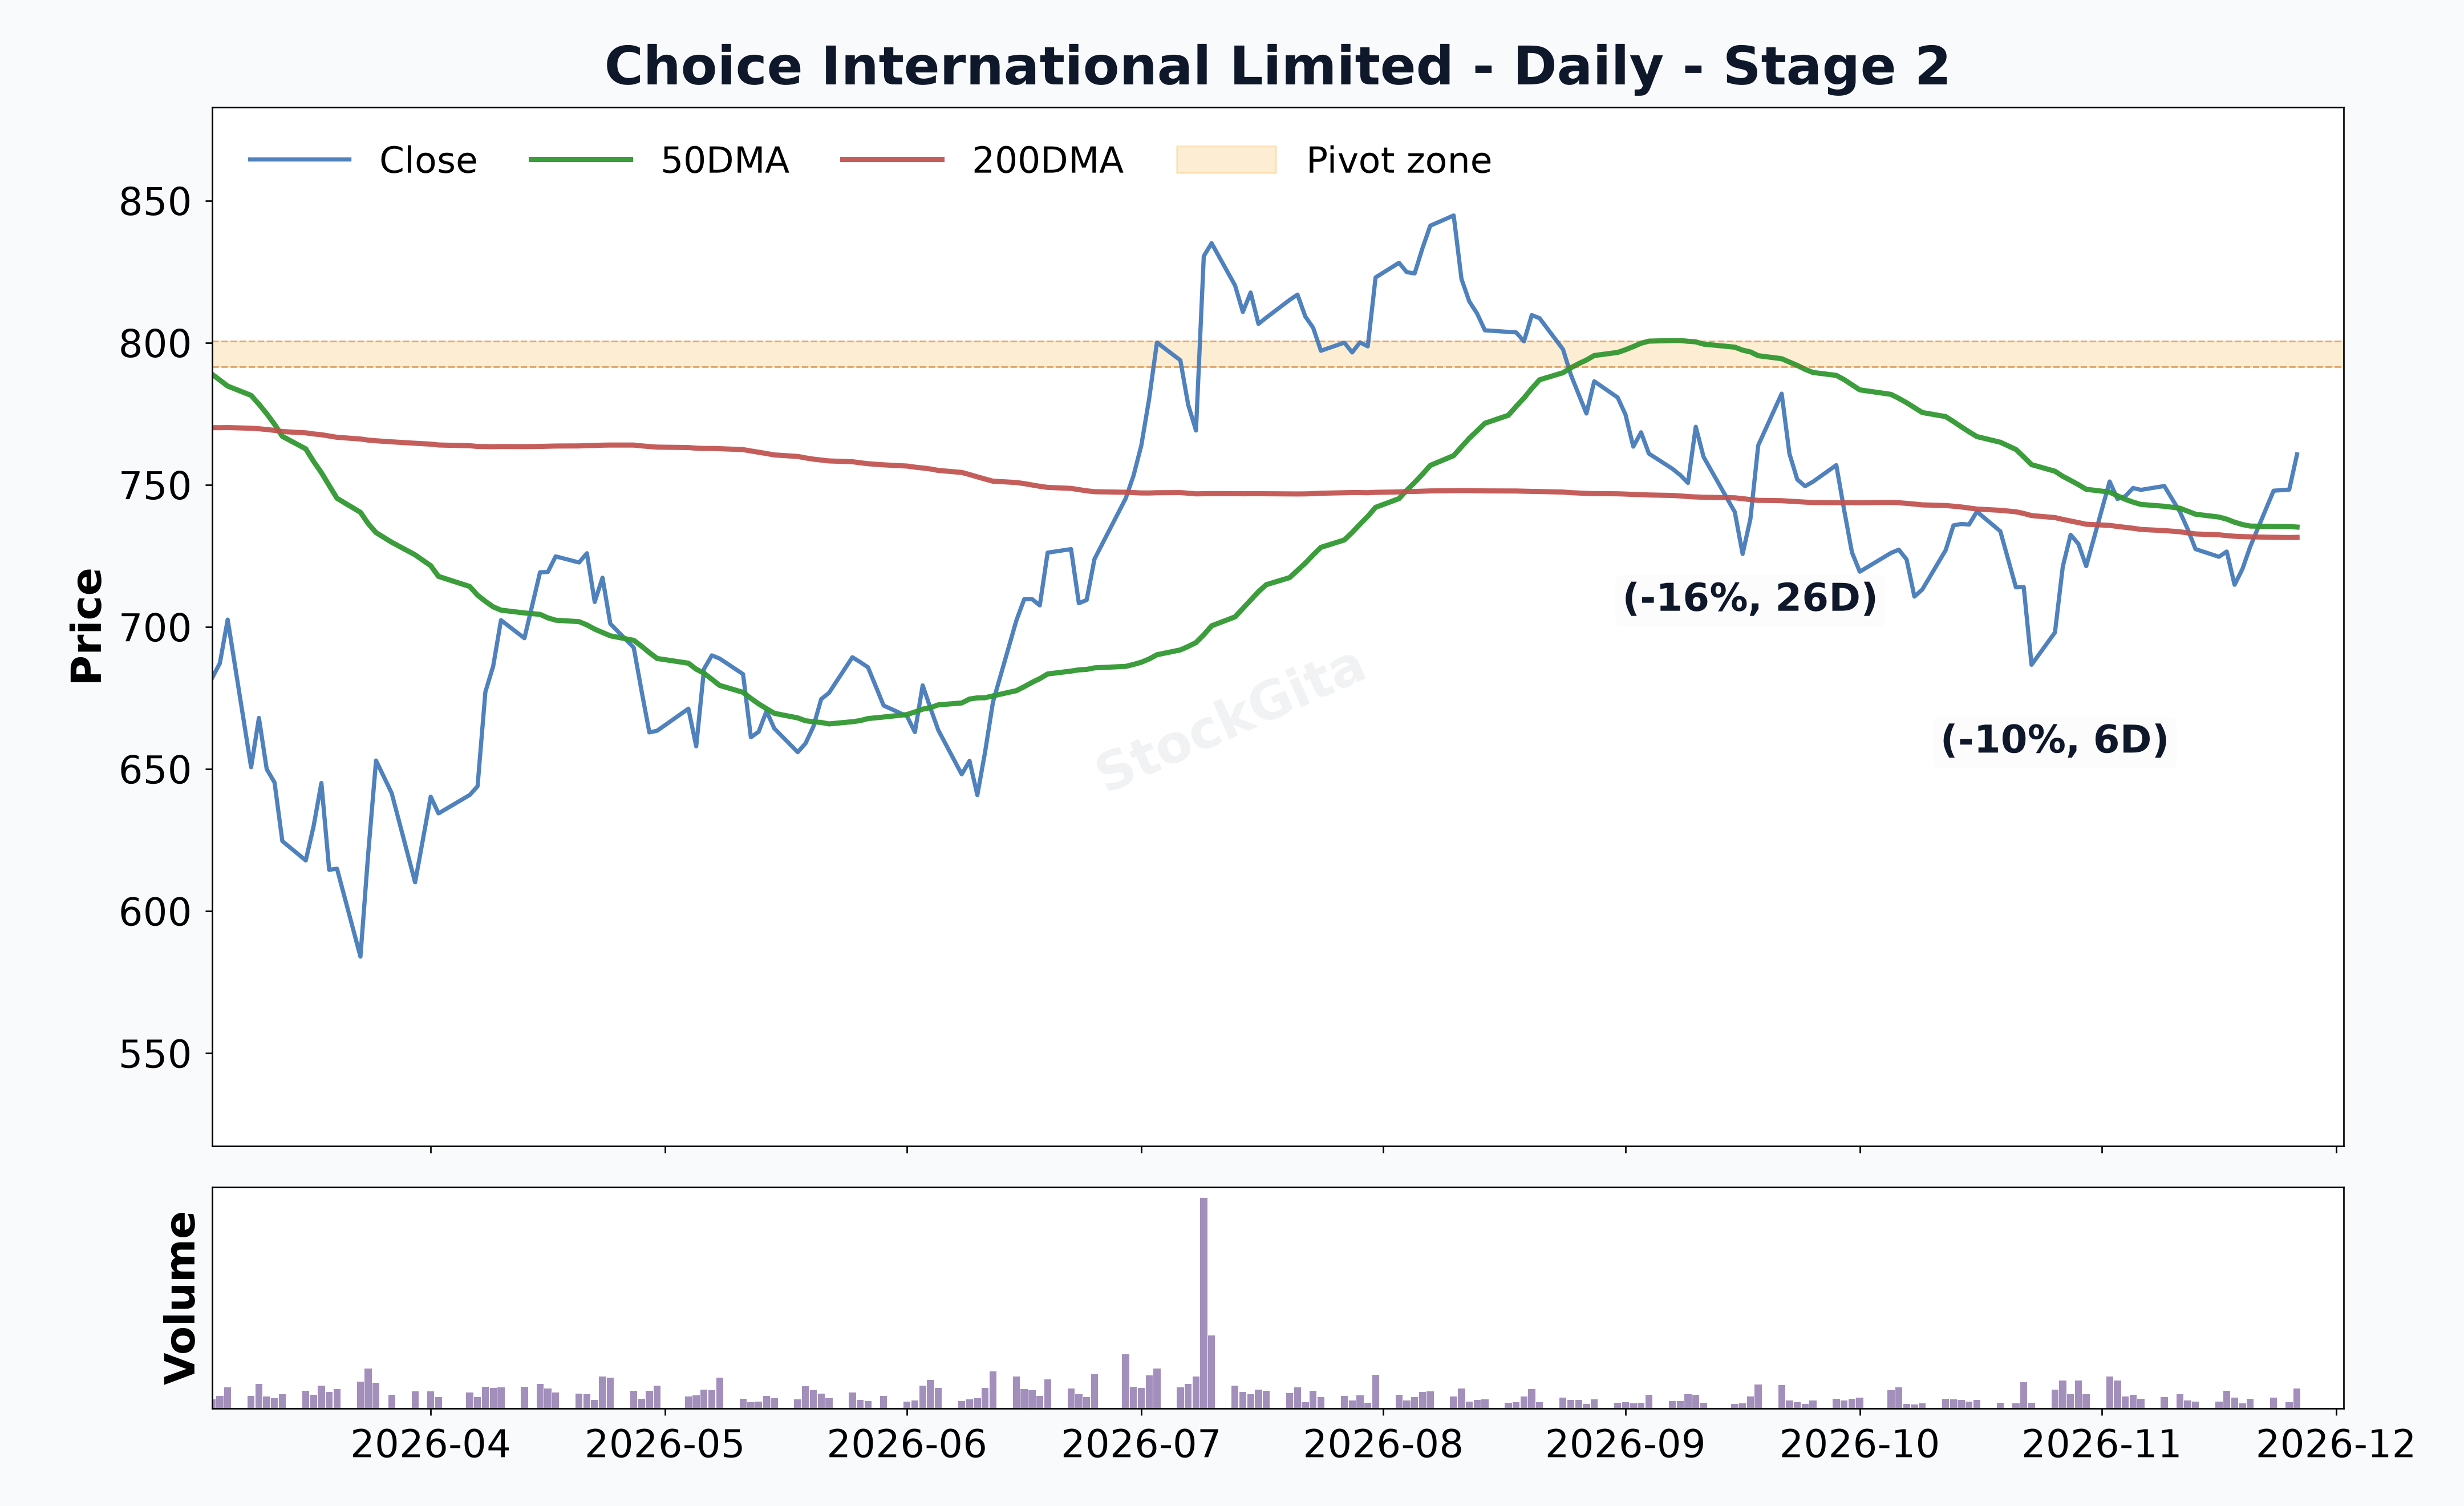 Choice International Limited - Daily - Stage 2
Close 50DMA 200DMA Pivot zone
Price
850
800
750
700
650
600
550
(-16%, 26D)
(-10%, 6D)
StockGita
Volume
2026-04 2026-05 2026-06 2026-07 2026-08 2026-09 2026-10 2026-11 2026-12